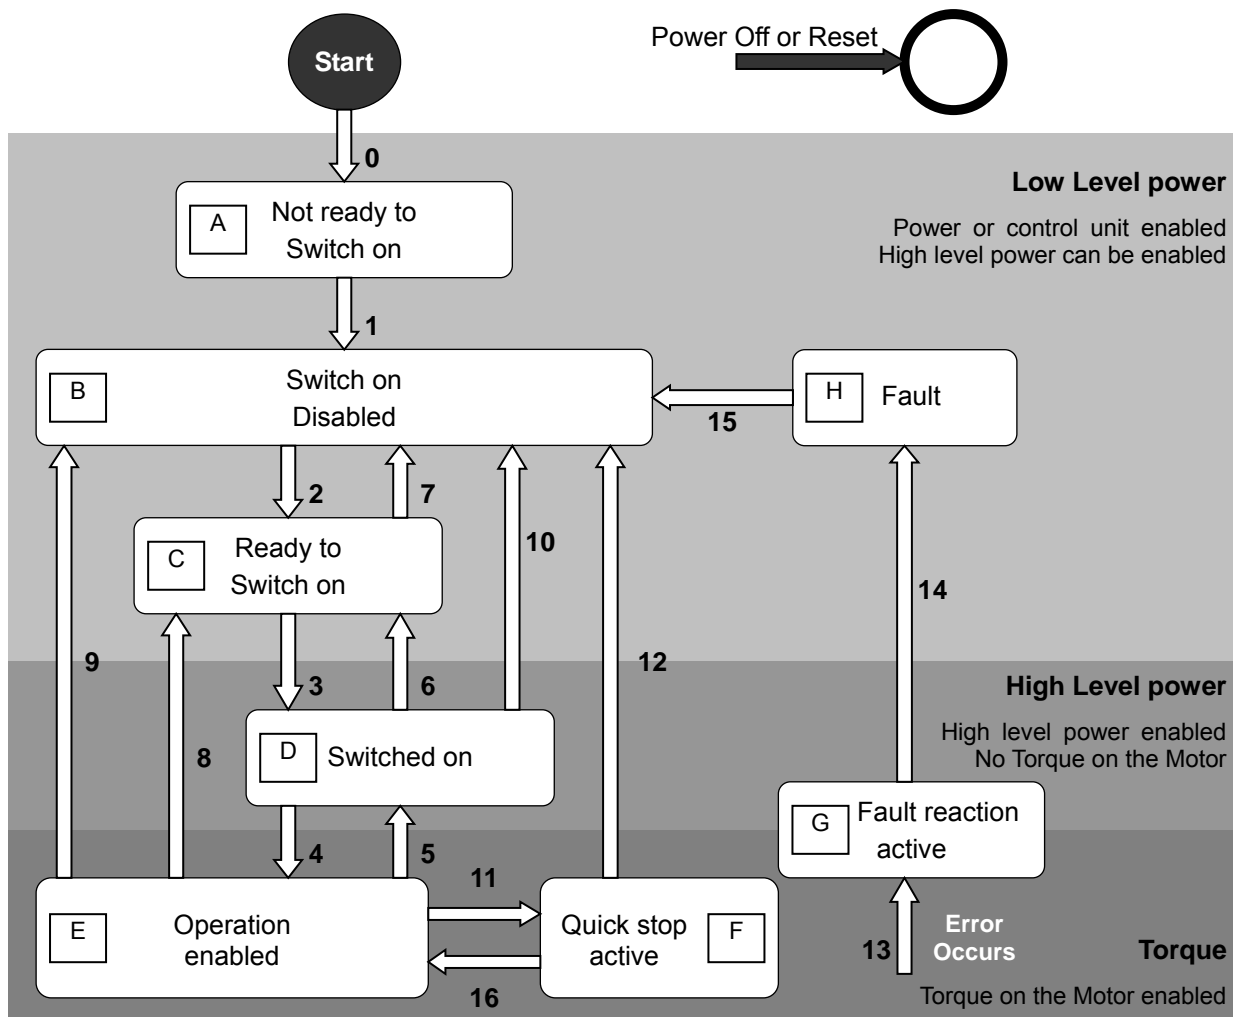 Start
Power Off or Reset
0
Low Level power
Power or control unit enabled
High level power can be enabled
A
Not ready to
Switch on
1
B
Switch on
Disabled
H
Fault
15
2
7
10
C
Ready to
Switch on
14
9
12
3
6
High Level power
High level power enabled
No Torque on the Motor
8
D
Switched on
G
Fault reaction
active
4
5
11
E
Operation
enabled
Quick stop
active
F
16
13
Error
Occurs
Torque
Torque on the Motor enabled